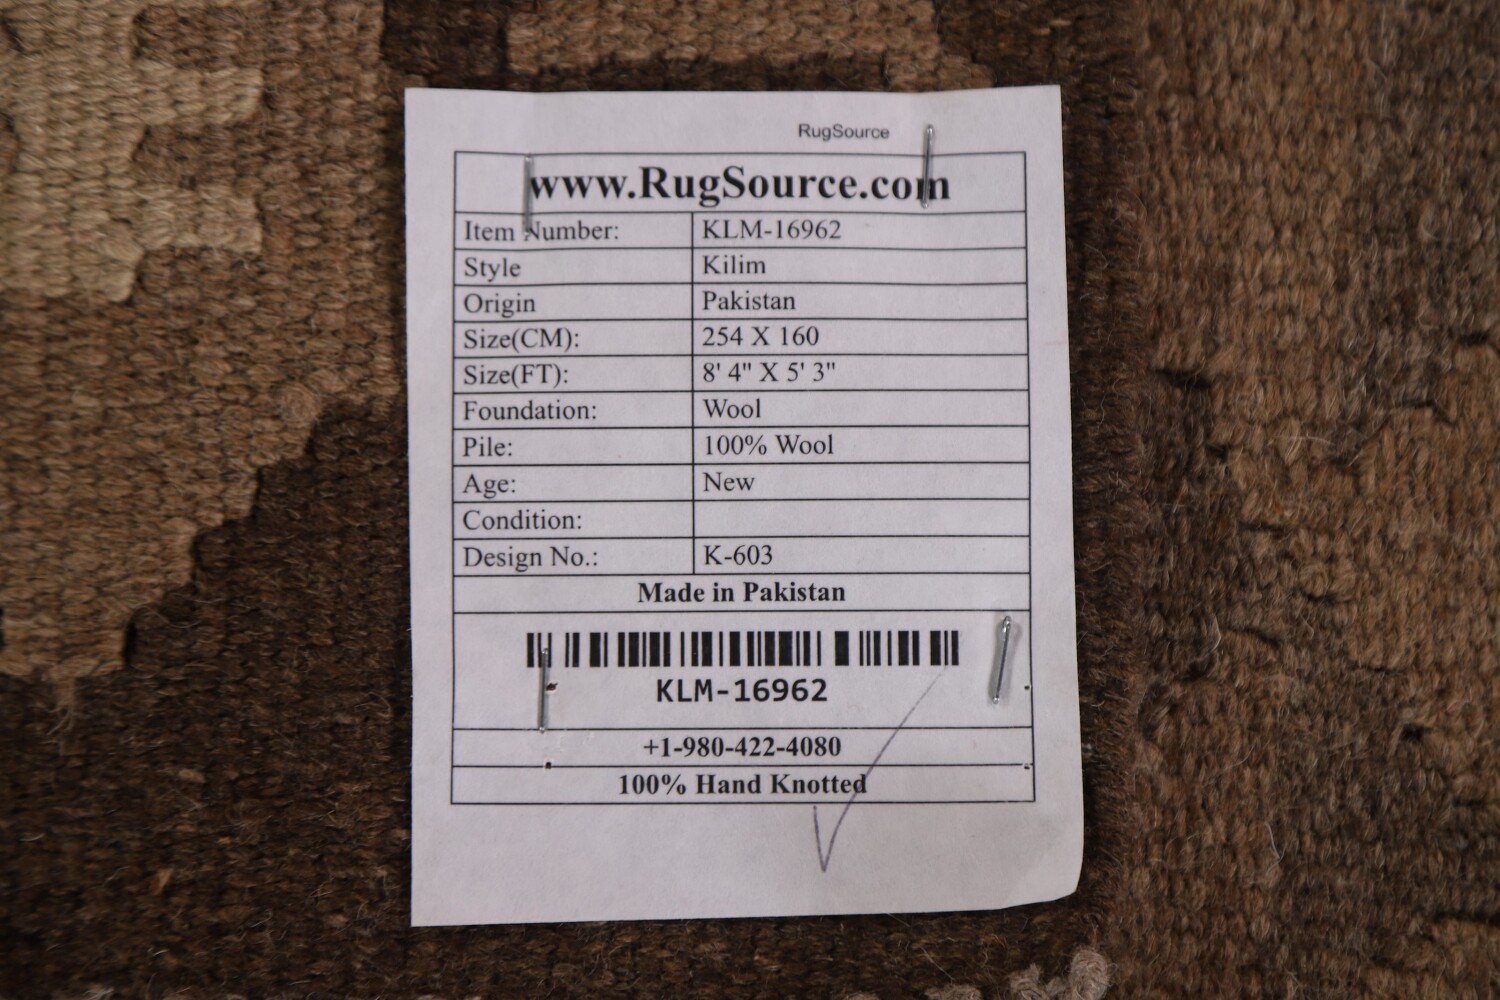 RugSource
www.RugSource.com
Item Number: KLM-16962
Style Kilim
Origin Pakistan
Size(CM): 254 X 160
Size(FT): 8' 4" X 5' 3"
Foundation: Wool
Pile: 100% Wool
Age: New
Condition:
Design No.: K-603
Made in Pakistan
KLM-16962
+1-980-422-4080
100% Hand Knotted